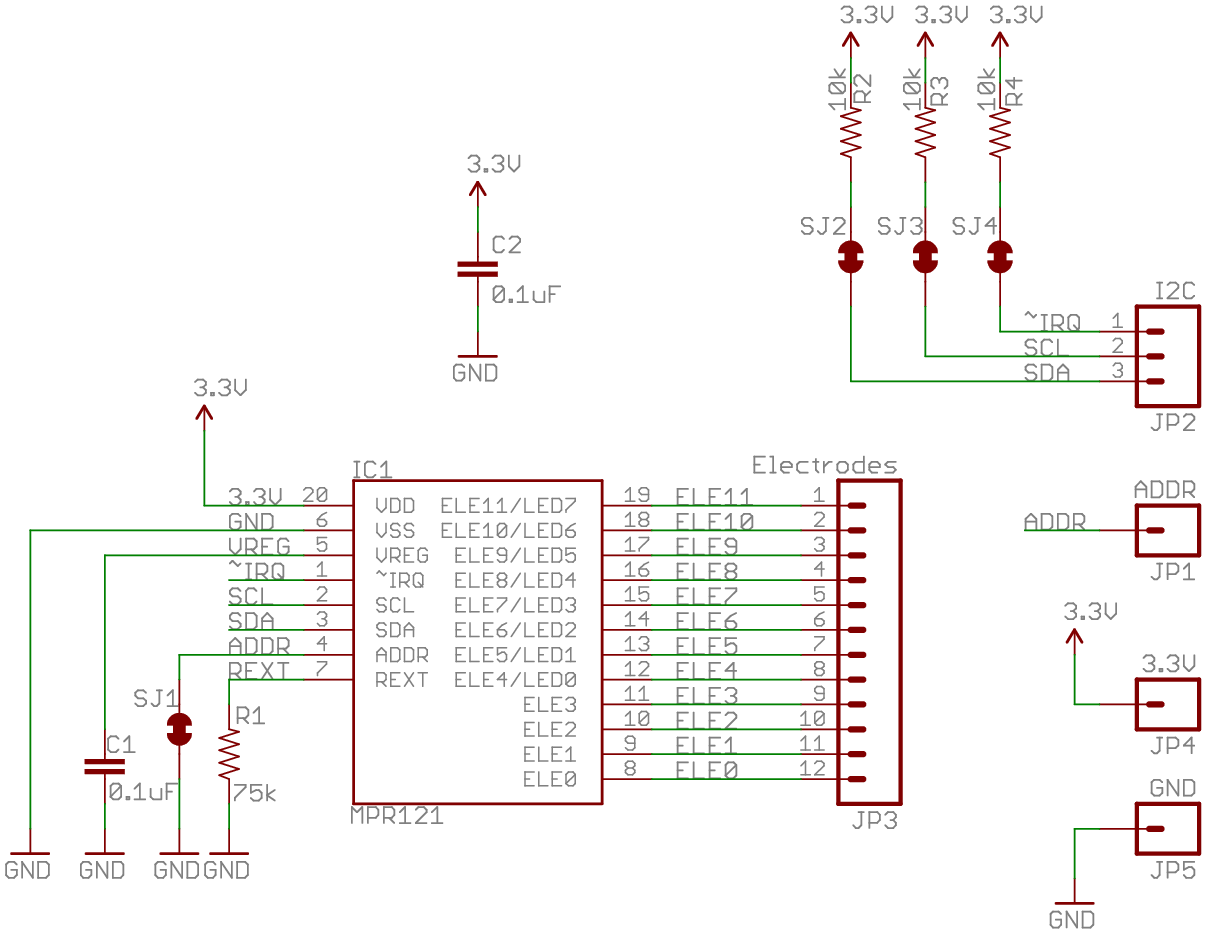 3.3V 3.3V 3.3V
10k R2 10k R3 10k R4
SJ2 SJ3 SJ4
3.3V
C2
0.1uF
GND
I2C
~IRQ 1
SCL 2
SDA 3
JP2
3.3V
IC1
3.3V 20 VDD ELE11/LED7 19 ELE11
GND 6 VSS ELE10/LED6 18 ELE10
VREG 5 VREG ELE9/LED5 17 ELE9
~IRQ 1 ~IRQ ELE8/LED4 16 ELE8
SCL 2 SCL ELE7/LED3 15 ELE7
SDA 3 SDA ELE6/LED2 14 ELE6
ADDR 4 ADDR ELE5/LED1 13 ELE5
REXT 7 REXT ELE4/LED0 12 ELE4
ELE3 11 ELE3
ELE2 10 ELE2
ELE1 9 ELE1
ELE0 8 ELE0
MPR121
Electrodes
1
2
3
4
5
6
7
8
9
10
11
12
JP3
SJ1
R1
75k
C1
0.1uF
GND GND GND GND
ADDR
ADDR
JP1
3.3V
3.3V
JP4
GND
JP5
GND